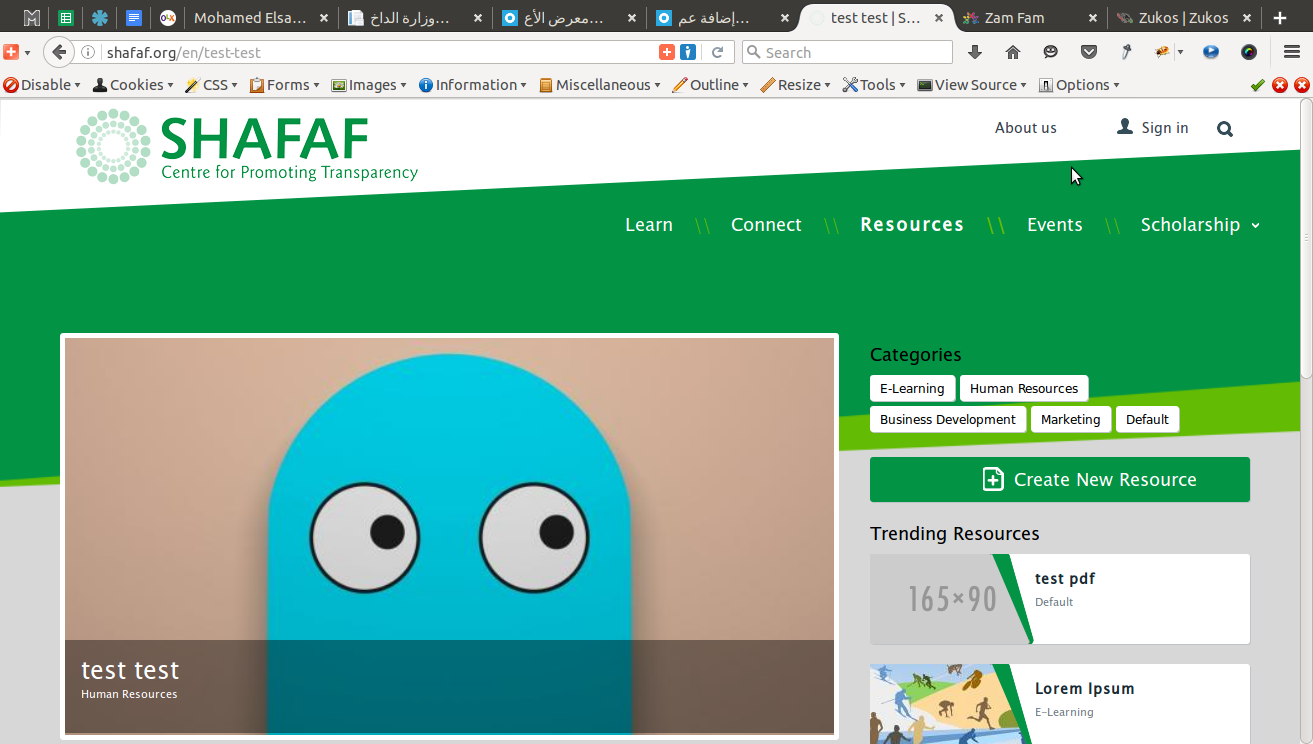 Mohamed Elsa...
وزارة الداخ...
معرض الأع...
إضافة عم...
test test | S...
Zam Fam
Zukos | Zukos
shafaf.org/en/test-test
Search
Disable
Cookies
CSS
Forms
Images
Information
Miscellaneous
Outline
Resize
Tools
View Source
Options
SHAFAF
Centre for Promoting Transparency
About us
Sign in
Learn \\ Connect \\ Resources \\ Events \\ Scholarship
Categories
E-Learning
Human Resources
Business Development
Marketing
Default
Create New Resource
Trending Resources
165×90
test pdf
Default
Lorem Ipsum
E-Learning
test test
Human Resources